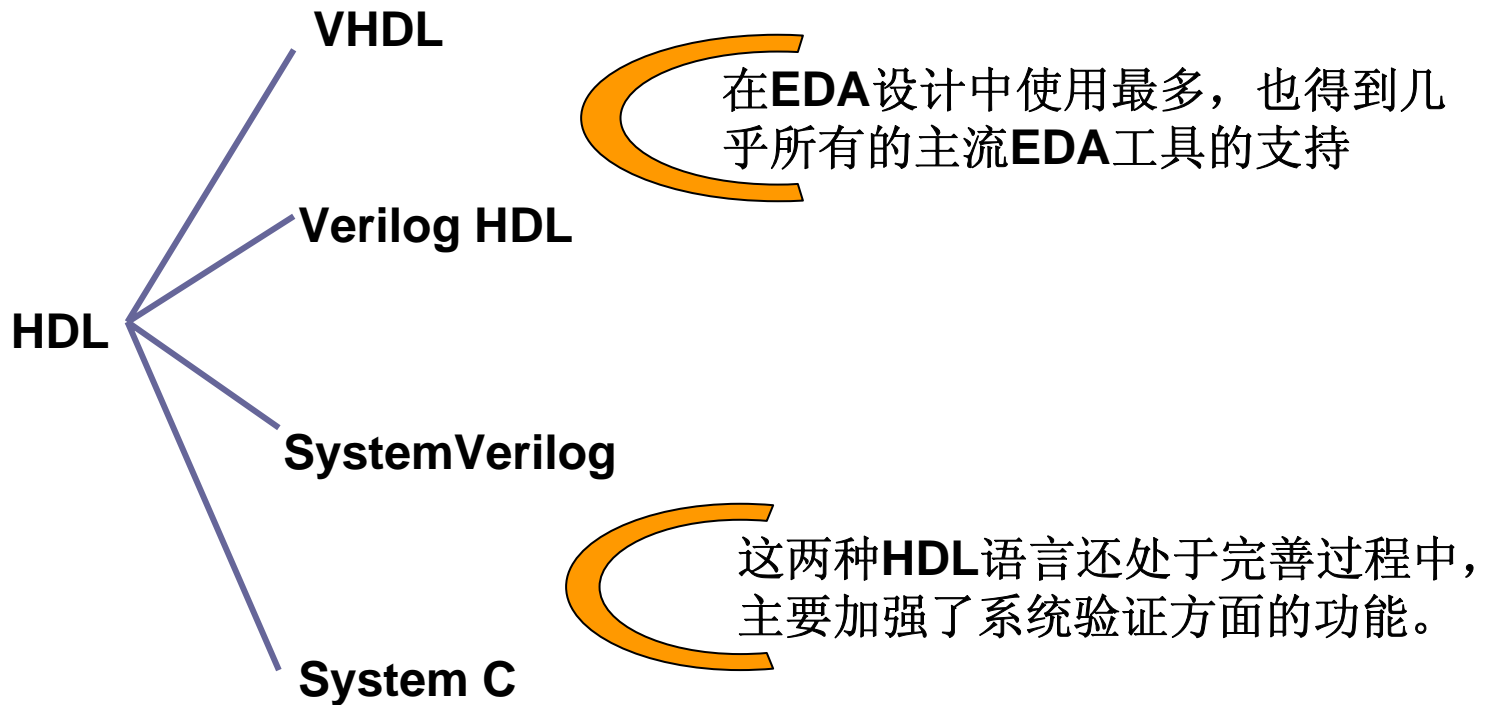 VHDL
在EDA设计中使用最多，也得到几
乎所有的主流EDA工具的支持
Verilog HDL
HDL
SystemVerilog
这两种HDL语言还处于完善过程中，
主要加强了系统验证方面的功能。
System C